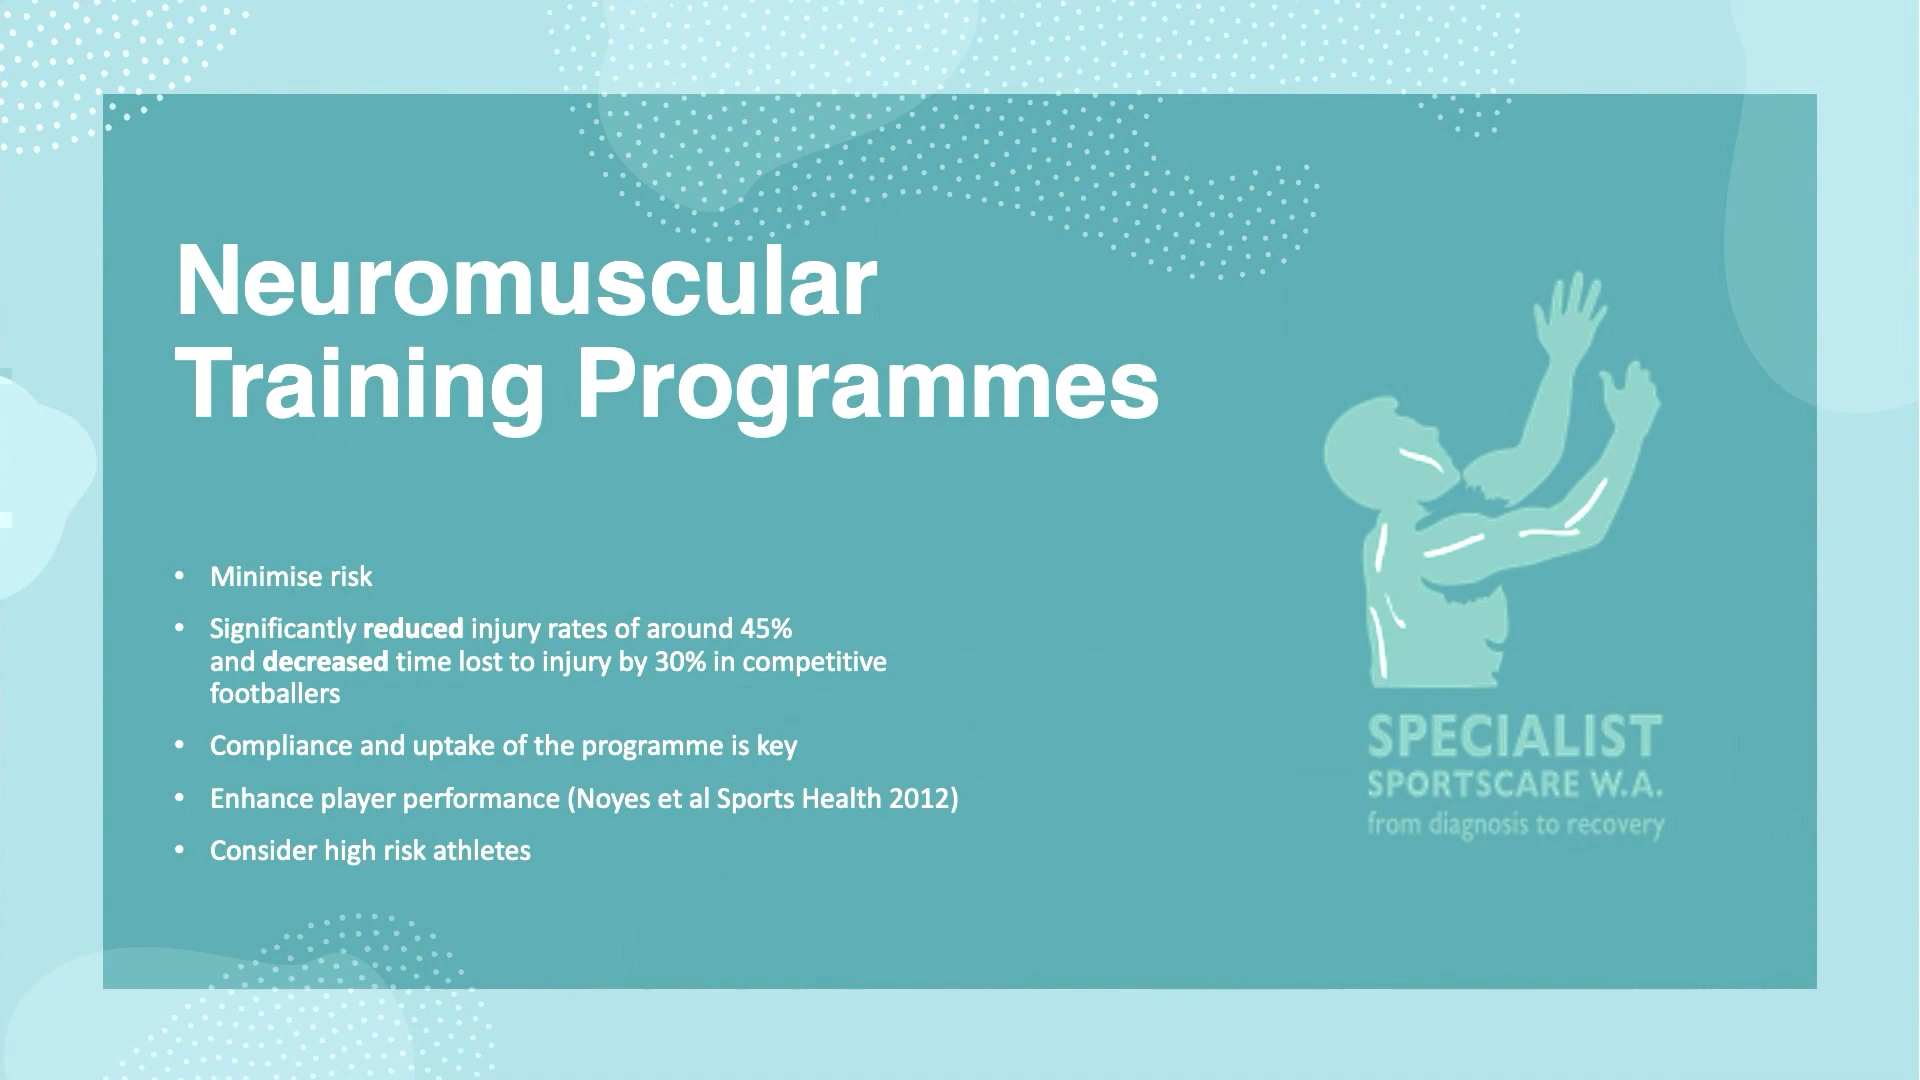 Neuromuscular
Training Programmes
• Minimise risk
• Significantly reduced injury rates of around 45%
and decreased time lost to injury by 30% in competitive
footballers
• Compliance and uptake of the programme is key
• Enhance player performance (Noyes et al Sports Health 2012)
• Consider high risk athletes
SPECIALIST
SPORTSCARE W.A.
from diagnosis to recovery